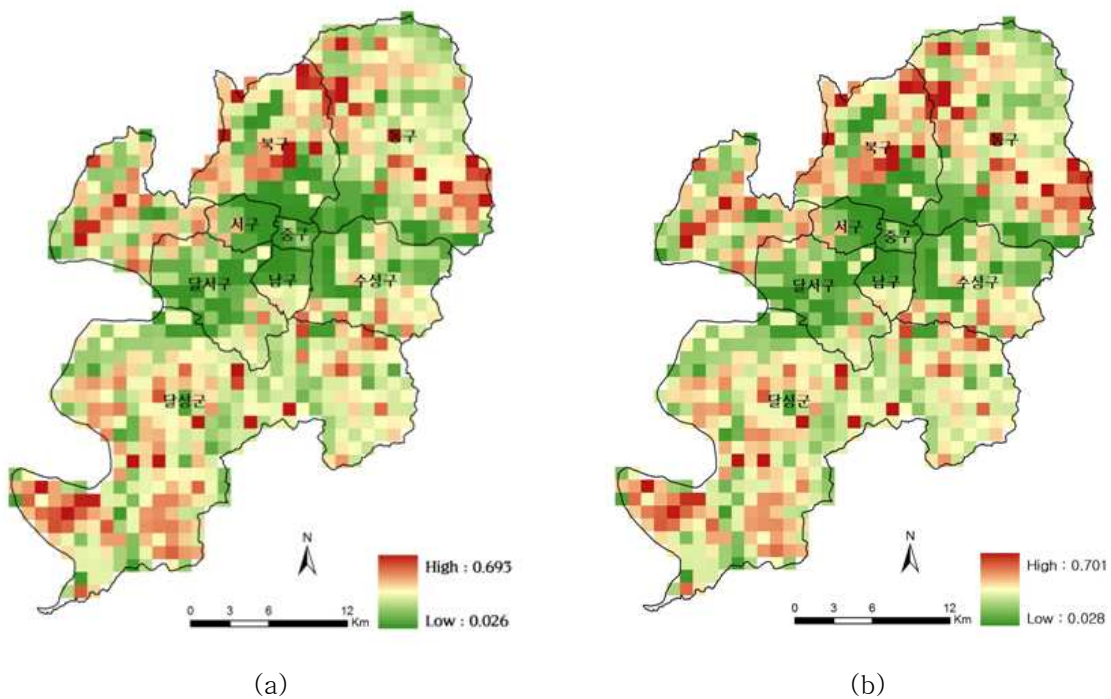 북구
동구
서구
중구
달서구
남구
수성구
달성군
N
High : 0.693
Low : 0.026
0 3 6 12
Km
(a)
북구
동구
서구
중구
달서구
남구
수성구
달성군
N
High : 0.701
Low : 0.028
0 3 6 12
Km
(b)